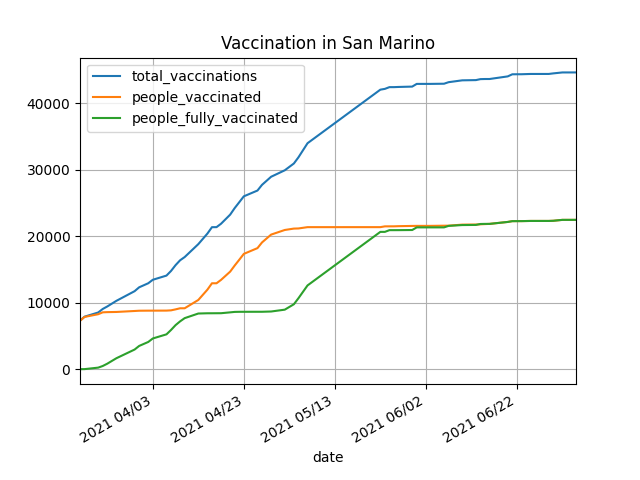 Vaccination in San Marino
total_vaccinations
people_vaccinated
people_fully_vaccinated
40000
30000
20000
10000
0
2021 04/03
2021 04/23
2021 05/13
2021 06/02
2021 06/22
date